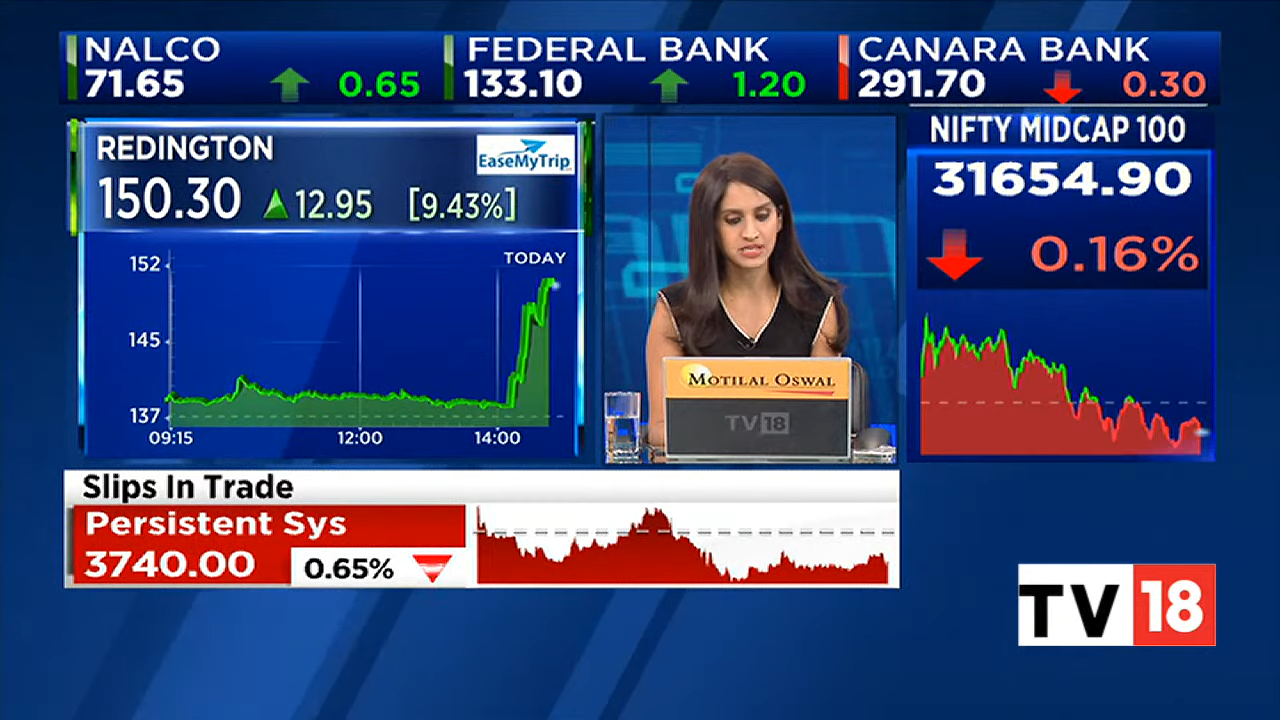 NALCO
71.65 0.65
FEDERAL BANK
133.10 1.20
CANARA BANK
291.70 0.30
REDINGTON
150.30 12.95 [9.43%]
EaseMyTrip
TODAY
152
145
137
09:15 12:00 14:00
MOTILAL OSWAL
TV18
NIFTY MIDCAP 100
31654.90
0.16%
Slips In Trade
Persistent Sys
3740.00 0.65%
TV18